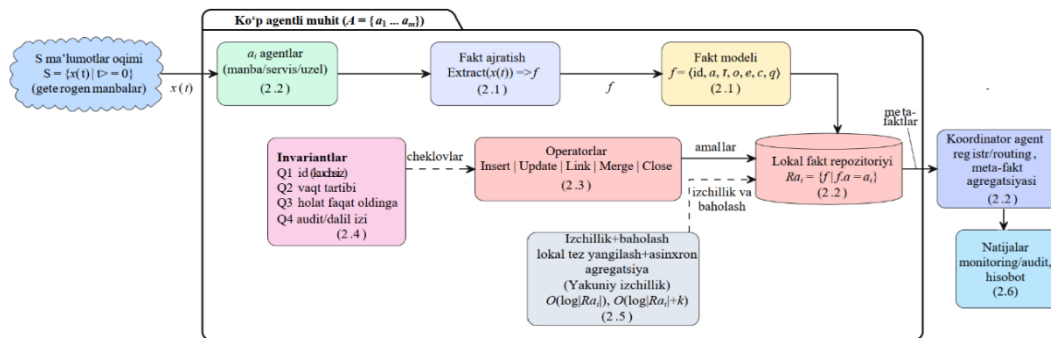 Ko'p agentli muhit (A = {a₁ ... aₘ})
S ma'lumotlar oqimi
S = {x(t) | t> = 0}
(gete rogen manbalar)
x(t)
aᵢ agentlar
(manba/servis/uzel)
(2.2)
Fakt ajratish
Extract(x(t)) =>f
(2.1)
f
Fakt modeli
f = ⟨id, a, τ, o, e, c, q⟩
(2.1)
Invariantlar
Q1 id (kuchsiz)
Q2 vaqt tartibi
Q3 holat faqat oldinga
Q4 audit/dalil izi
(2.4)
cheklovlar
Operatorlar
Insert | Update | Link | Merge | Close
(2.3)
amallar
izchillik va
baholash
Lokal fakt repozitoriyi
Raᵢ = {f | f.a = aᵢ}
(2.2)
meta-
faktlar
Koordinator agent
registr/routing,
meta-fakt
agregatsiyasi
(2.2)
Izchillik+baholash
lokal tez yangilash+asinxron
agregatsiya
(Yakuniy izchillik)
O(log|Raᵢ|), O(log|Raᵢ|+k)
(2.5)
Natijalar
monitoring/audit,
hisobot
(2.6)